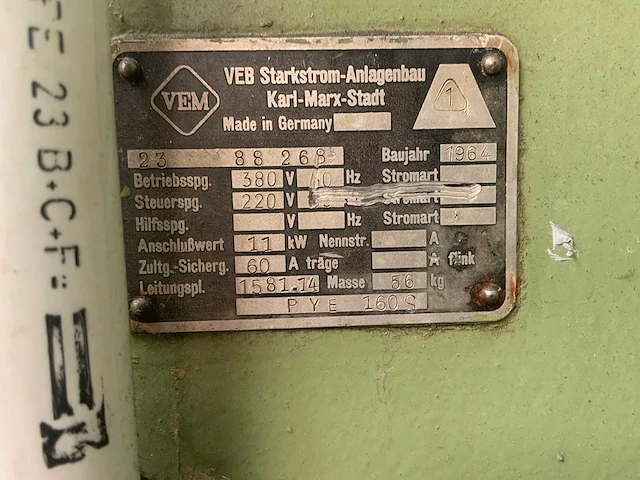 VEM
VEB Starkstrom-Anlagenbau
Karl-Marx-Stadt
Made in Germany
1
23 88 268 Baujahr 1964
Betriebsspg. 380 V Hz Stromart
Steuerspg. 220 V
Hilfsspg. V Hz Stromart
Anschlußwert 11 kW Nennstr. A
Zultg.-Sicherg. 60 A träge A flink
Leitungspl. 1581.14 Masse 56 kg
PYE 160S
TE 23 B+C+F=